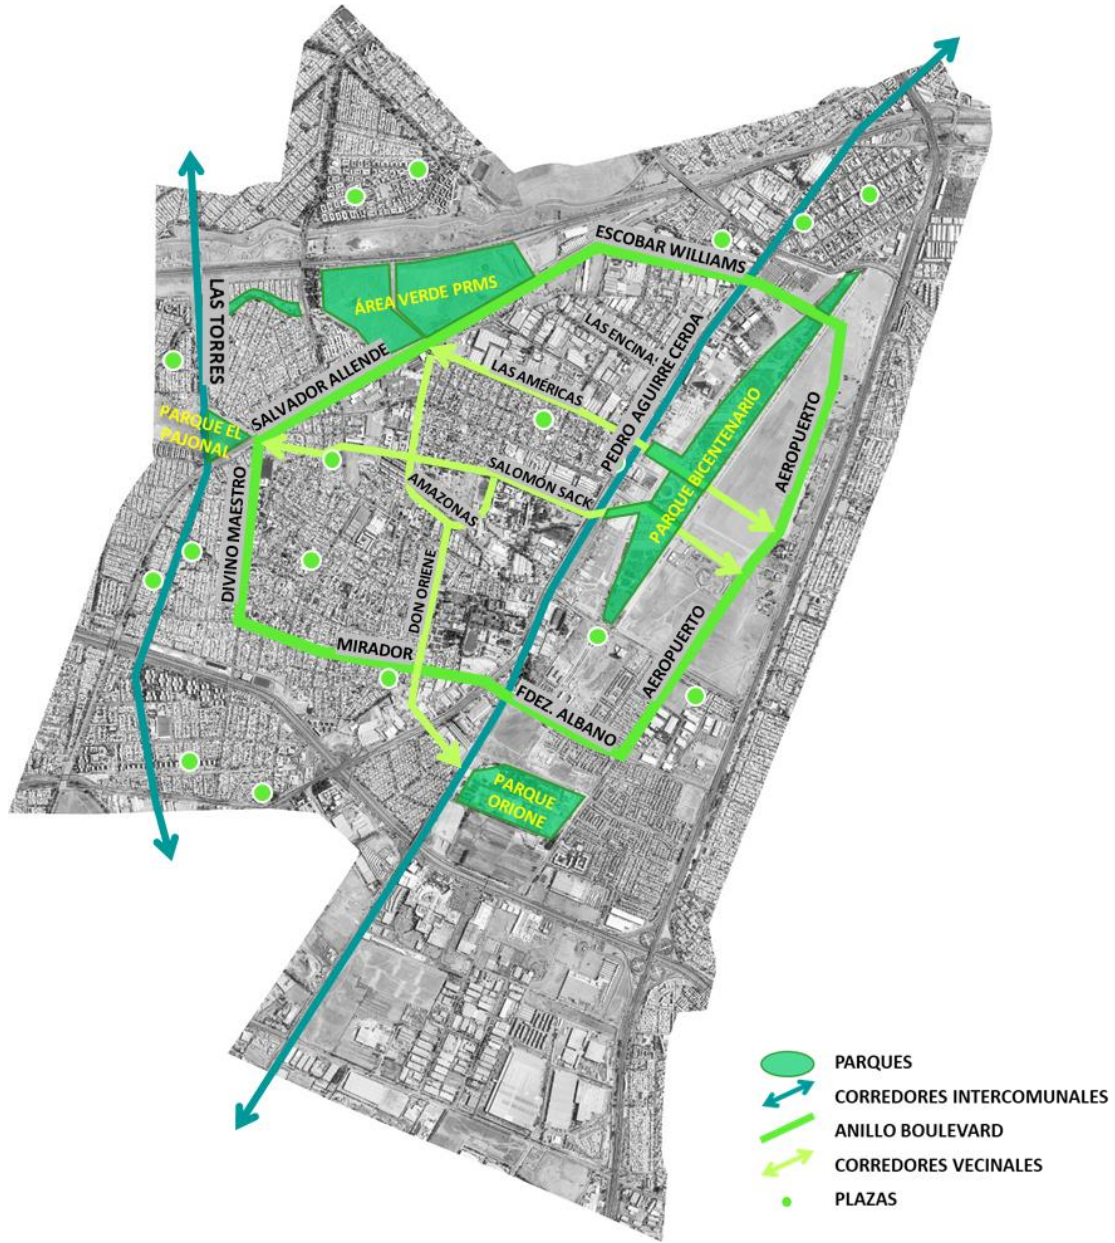 ESCOBAR WILLIAMS
ÁREA VERDE PRMS
LAS TORRES
LAS ENCINA
SALVADOR ALLENDE
LAS AMÉRICAS
PEDRO AGUIRRE CERDA
PARQUE EL
PAJONAL
PARQUE BICENTENARIO
AEROPUERTO
SALOMÓN SACK
AMAZONAS
DIVINO MAESTRO
DON ORIENE
MIRADOR
AEROPUERTO
FDEZ. ALBANO
PARQUE
ORIONE
PARQUES
CORREDORES INTERCOMUNALES
ANILLO BOULEVARD
CORREDORES VECINALES
PLAZAS